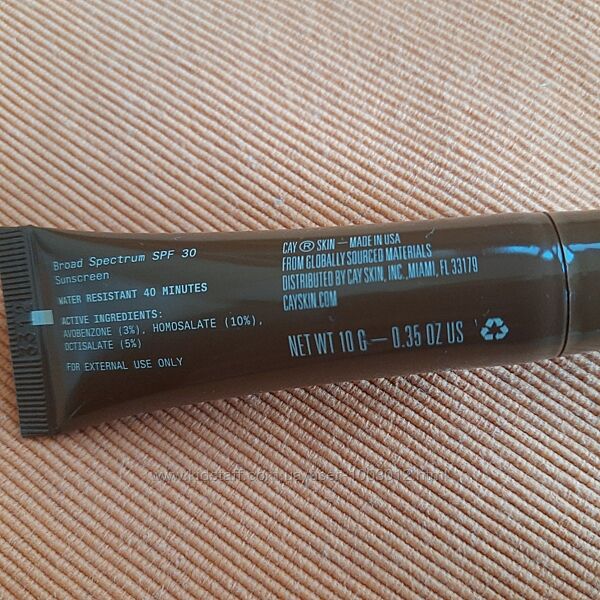 Broad Spectrum SPF 30
Sunscreen
WATER RESISTANT 40 MINUTES
ACTIVE INGREDIENTS:
AVOBENZONE (3%), HOMOSALATE (10%),
OCTISALATE (5%)
FOR EXTERNAL USE ONLY
CAY ® SKIN — MADE IN USA
FROM GLOBALLY SOURCED MATERIALS
DISTRIBUTED BY CAY SKIN, INC., MIAMI, FL 33179
CAYSKIN.COM
NET WT 10 G — 0.35 OZ US